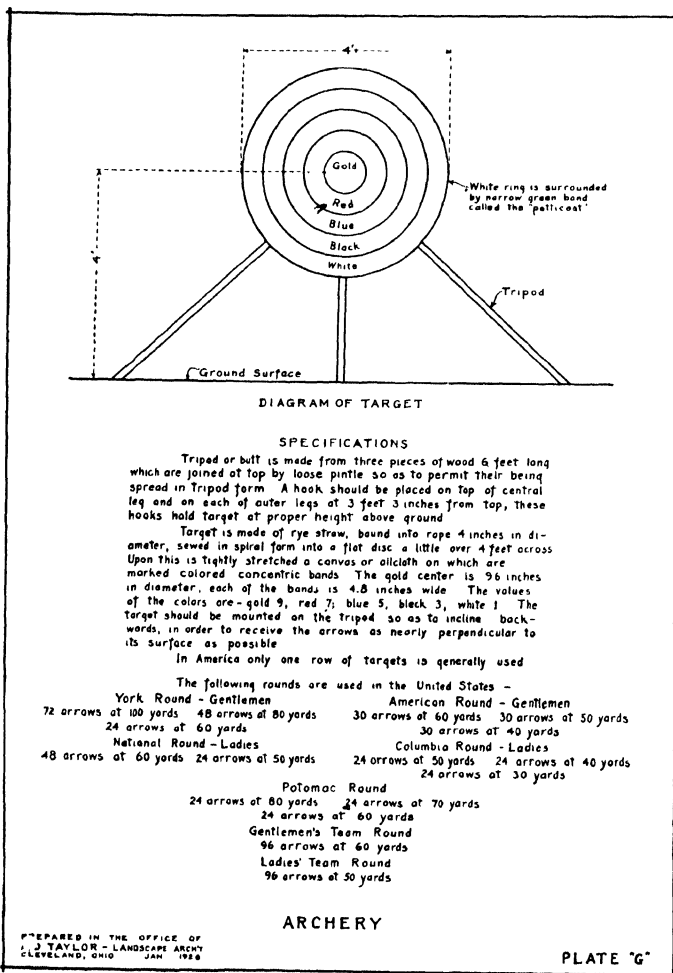 4'+
Gold
Red
Blue
Black
White
White ring is surrounded
by narrow green band
called the "petticoat"
4'
Tripod
Ground Surface
DIAGRAM OF TARGET
SPECIFICATIONS
Tripod or butt is made from three pieces of wood 6 feet long
which are joined at top by loose pintle so as to permit their being
spread in Tripod form A hook should be placed on top of central
leg and on each of outer legs at 3 feet 3 inches from top, these
hooks hold target at proper height above ground
Target is made of rye straw, bound into rope 4 inches in di-
ameter, sewed in spiral form into a flat disc a little over 4 feet across
Upon this is tightly stretched a canvas or oilcloth on which are
marked colored concentric bands The gold center is 9 6 inches
in diameter, each of the bands is 4.8 inches wide The values
of the colors are - gold 9, red 7; blue 5, black 3, white 1 The
target should be mounted on the tripod so as to incline back-
wards, in order to receive the arrows as nearly perpendicular to
its surface as possible
In America only one row of targets is generally used
The following rounds are used in the United States -
York Round - Gentlemen
72 arrows at 100 yards 48 arrows at 80 yards
24 arrows at 60 yards
National Round - Ladies
48 arrows at 60 yards 24 arrows at 50 yards
American Round - Gentlemen
30 arrows at 60 yards 30 arrows at 50 yards
30 arrows at 40 yards
Columbia Round - Ladies
24 arrows at 50 yards 24 arrows at 40 yards
24 arrows at 30 yards
Potomac Round
24 arrows at 80 yards 24 arrows at 70 yards
24 arrows at 60 yards
Gentlemen's Team Round
96 arrows at 60 yards
Ladies' Team Round
96 arrows at 50 yards
ARCHERY
PREPARED IN THE OFFICE OF
J TAYLOR - LANDSCAPE ARCH'T
CLEVELAND, OHIO JAN
PLATE "G"